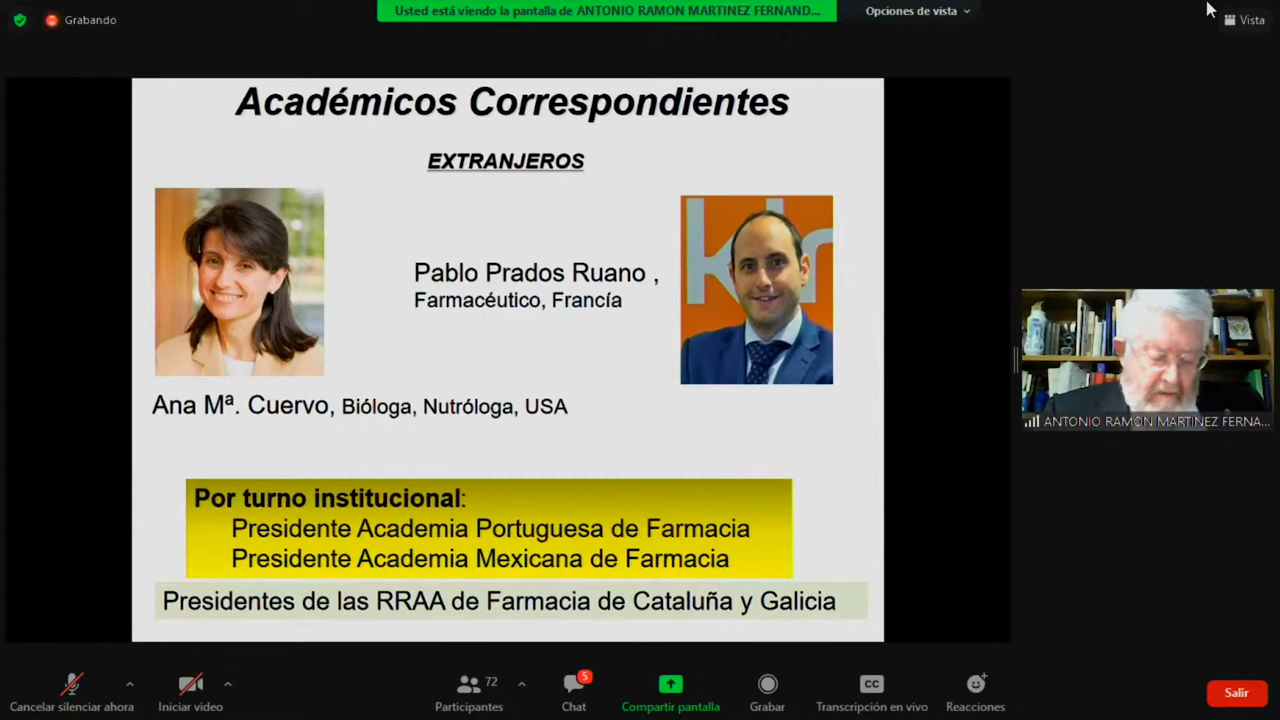 Grabando
Usted está viendo la pantalla de ANTONIO RAMON MARTINEZ FERNAND...
Opciones de vista
Vista
Académicos Correspondientes
EXTRANJEROS
Pablo Prados Ruano ,
Farmacéutico, Francía
Ana Mª. Cuervo, Bióloga, Nutróloga, USA
Por turno institucional:
Presidente Academia Portuguesa de Farmacia
Presidente Academia Mexicana de Farmacia
Presidentes de las RRAA de Farmacia de Cataluña y Galicia
ANTONIO RAMON MARTINEZ FERNA...
Cancelar silenciar ahora
Iniciar video
72
Participantes
5
Chat
Compartir pantalla
Grabar
CC
Transcripción en vivo
Reacciones
Salir